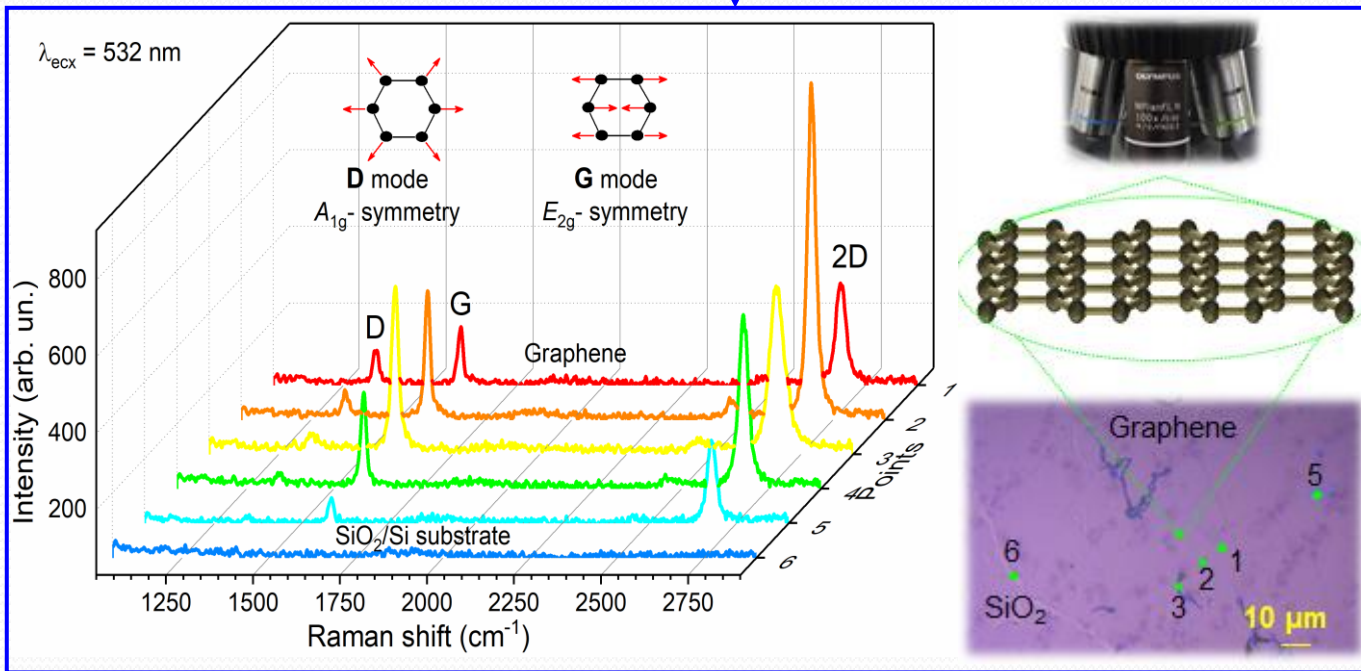 λecx = 532 nm
D mode
A1g- symmetry
G mode
E2g- symmetry
2D
D
G
Graphene
SiO2/Si substrate
800
600
400
200
Intensity (arb. un.)
1250
1500
1750
2000
2250
2500
2750
Raman shift (cm-1)
1
2
3
4
5
6
Points
OLYMPUS
100x
Graphene
5
6
1
2
3
SiO2
10 μm